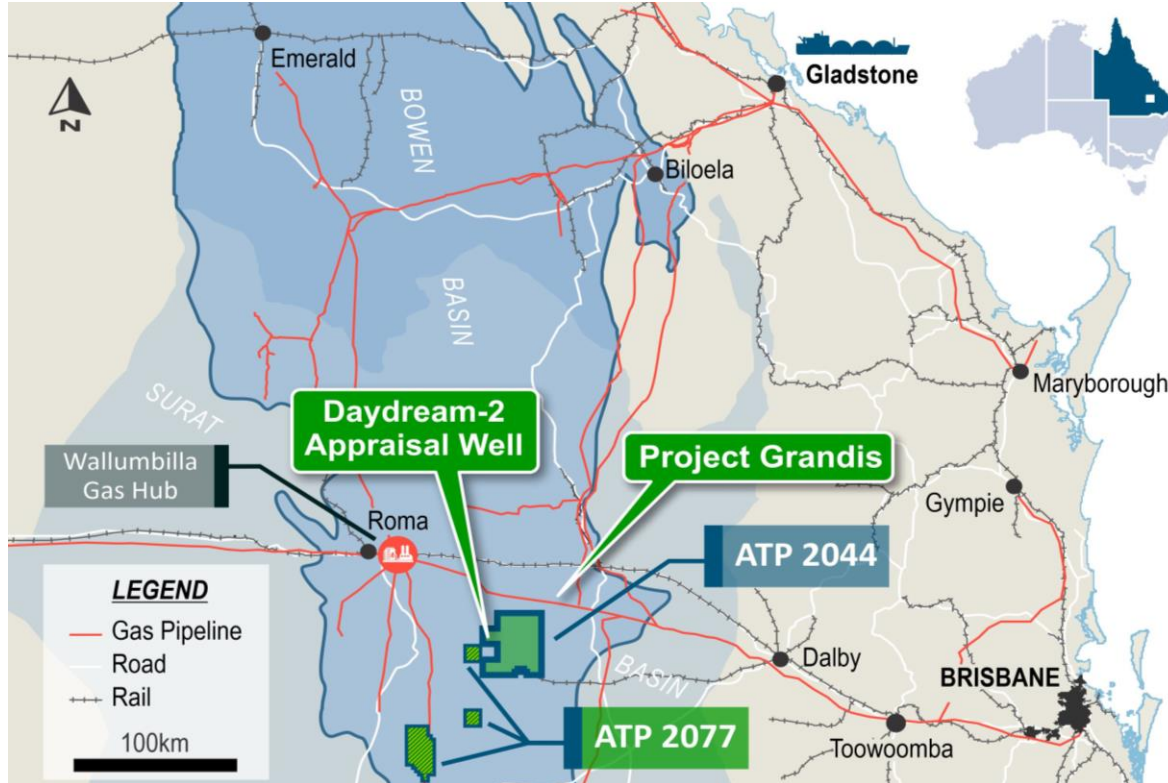 Emerald
Gladstone
BOWEN
Biloela
BASIN
Maryborough
SURAT
Daydream-2
Appraisal Well
Project Grandis
Wallumbilla
Gas Hub
Roma
Gympie
ATP 2044
LEGEND
Gas Pipeline
Road
Rail
100km
BASIN
Dalby
BRISBANE
ATP 2077
Toowoomba
N